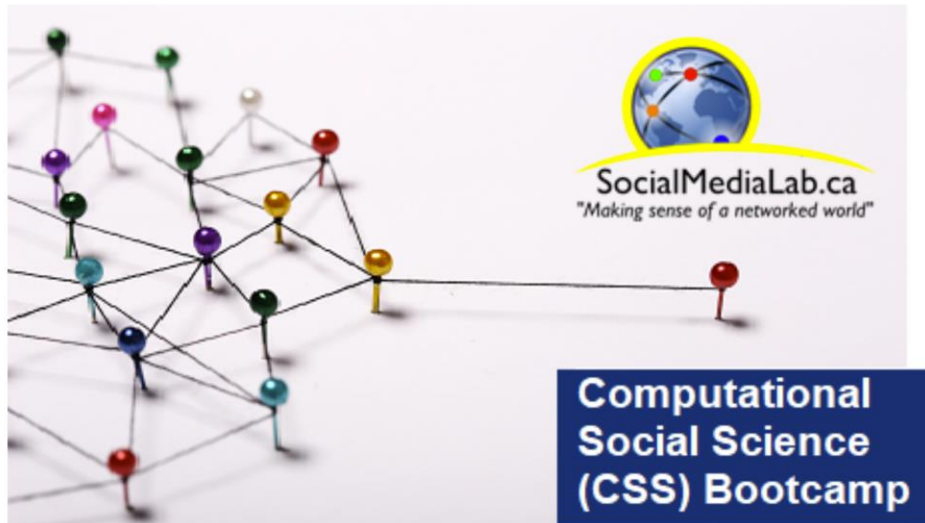 SocialMediaLab.ca
"Making sense of a networked world"
Computational
Social Science
(CSS) Bootcamp